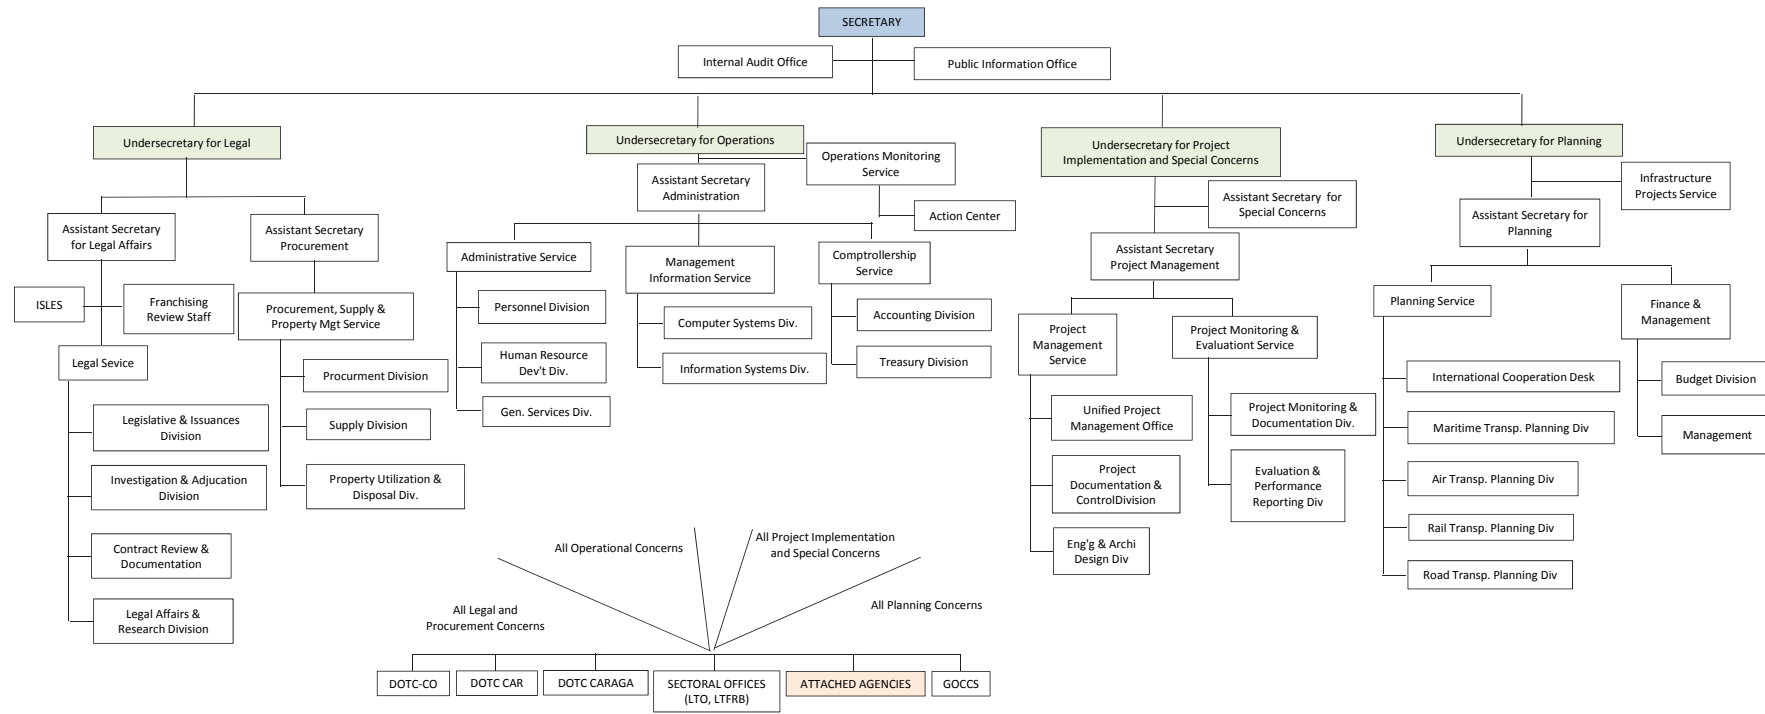 SECRETARY
Internal Audit Office
Public Information Office
Undersecretary for Legal
Undersecretary for Operations
Undersecretary for Project
Implementation and Special Concerns
Undersecretary for Planning
Operations Monitoring
Service
Action Center
Assistant Secretary
Administration
Assistant Secretary for
Special Concerns
Infrastructure
Projects Service
Assistant Secretary
for Legal Affairs
Assistant Secretary
Procurement
Assistant Secretary
Project Management
Assistant Secretary for
Planning
ISLES
Franchising
Review Staff
Legal Sevice
Legislative & Issuances
Division
Investigation & Adjucation
Division
Contract Review &
Documentation
Legal Affairs &
Research Division
Procurement, Supply &
Property Mgt Service
Procurment Division
Supply Division
Property Utilization &
Disposal Div.
Administrative Service
Personnel Division
Human Resource
Dev't Div.
Gen. Services Div.
Management
Information Service
Computer Systems Div.
Information Systems Div.
Comptrollership
Service
Accounting Division
Treasury Division
Project
Management
Service
Unified Project
Management Office
Project
Documentation &
ControlDivision
Eng'g & Archi
Design Div
Project Monitoring &
Evaluationt Service
Project Monitoring &
Documentation Div.
Evaluation &
Performance
Reporting Div
Planning Service
International Cooperation Desk
Maritime Transp. Planning Div
Air Transp. Planning Div
Rail Transp. Planning Div
Road Transp. Planning Div
Finance &
Management
Budget Division
Management
All Legal and
Procurement Concerns
All Operational Concerns
All Project Implementation
and Special Concerns
All Planning Concerns
DOTC-CO
DOTC CAR
DOTC CARAGA
SECTORAL OFFICES
(LTO, LTFRB)
ATTACHED AGENCIES
GOCCS